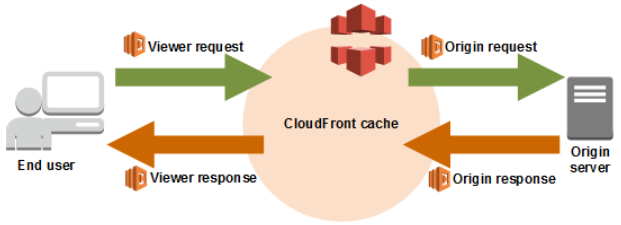 Viewer request
Origin request
CloudFront cache
End user
Origin
server
Viewer response
Origin response